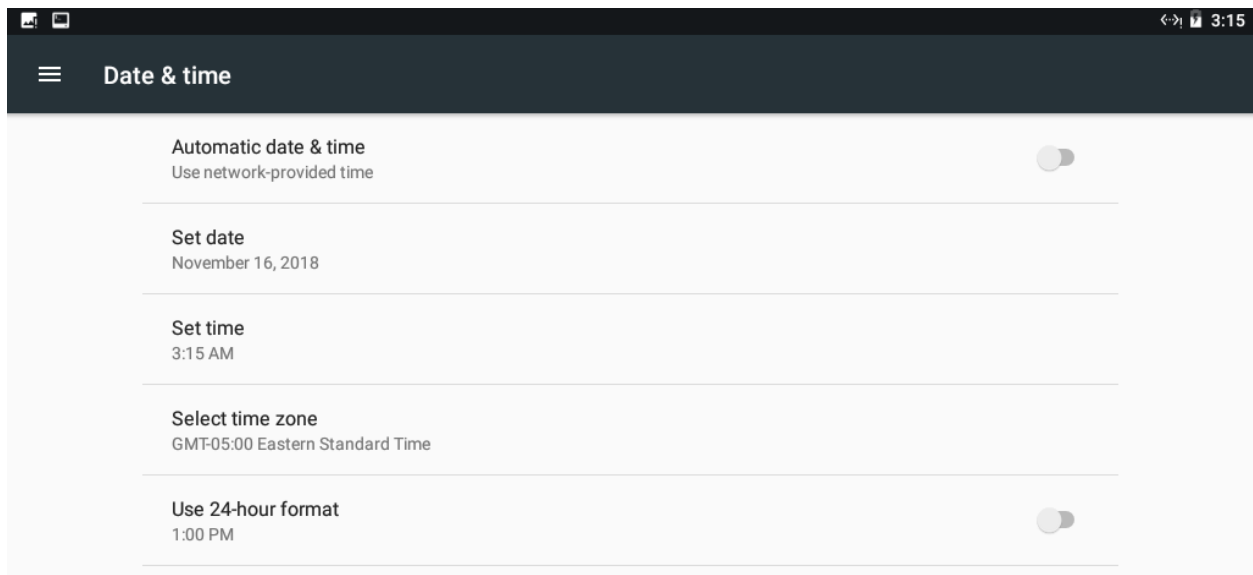 3:15
Date & time
Automatic date & time
Use network-provided time
Set date
November 16, 2018
Set time
3:15 AM
Select time zone
GMT-05:00 Eastern Standard Time
Use 24-hour format
1:00 PM